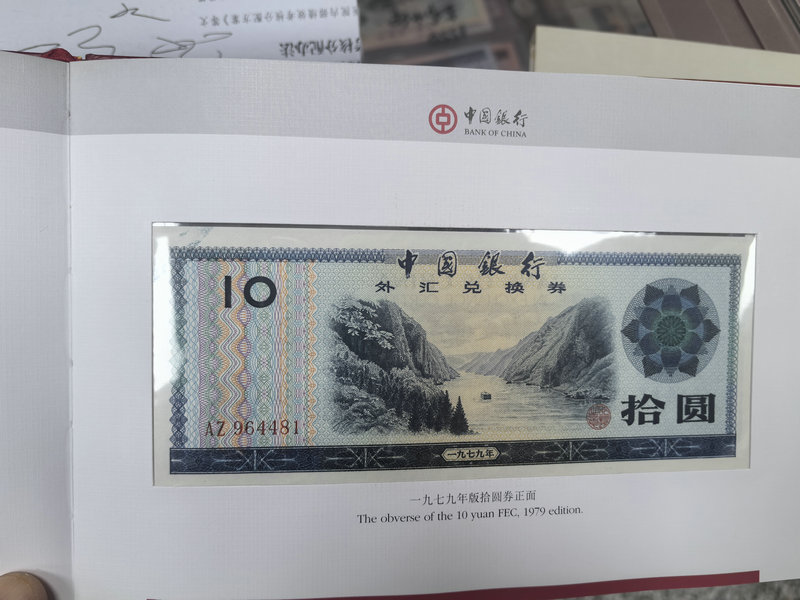 中国銀行
BANK OF CHINA
中国銀行
外汇兑换券
10
AZ 964481
拾圆
一九七九年
一九七九年版拾圆券正面
The obverse of the 10 yuan FEC, 1979 edition.